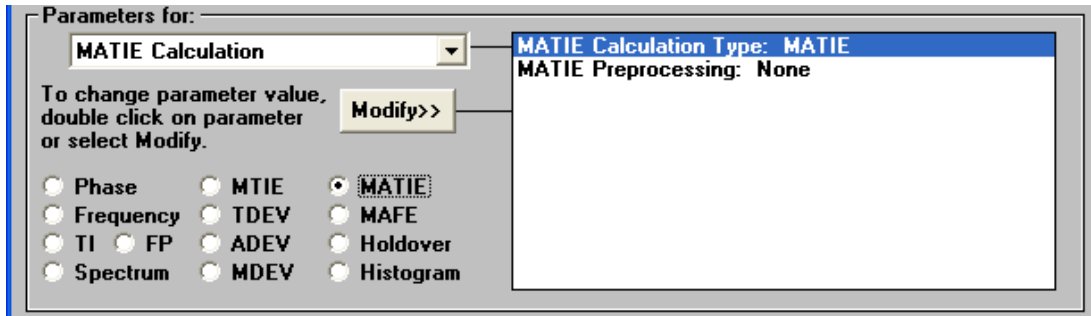 Parameters for:
MATIE Calculation
MATIE Calculation Type:  MATIE
MATIE Preprocessing:  None
To change parameter value,
double click on parameter
or select Modify.
Modify>>
Phase MTIE MATIE
Frequency TDEV MAFE
TI FP ADEV Holdover
Spectrum MDEV Histogram